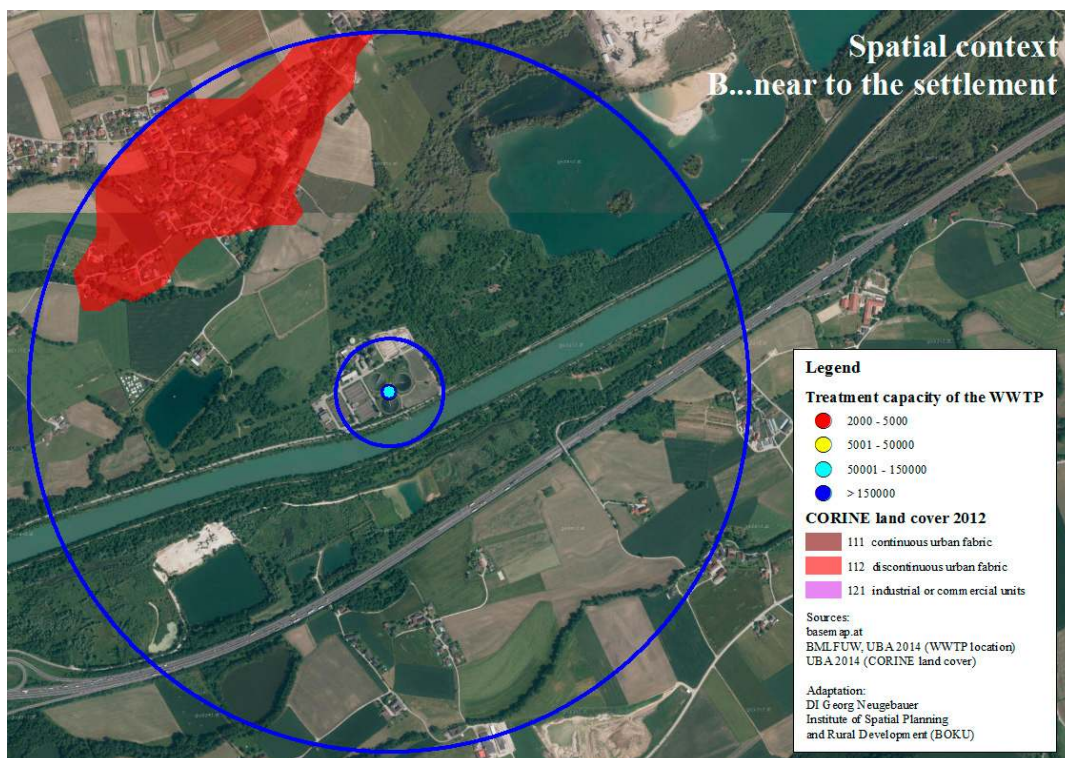 Spatial context
B...near to the settlement
Legend
Treatment capacity of the WWTP
2000 - 5000
5001 - 50000
50001 - 150000
> 150000
CORINE land cover 2012
111 continuous urban fabric
112 discontinuous urban fabric
121 industrial or commercial units
Sources:
basemap.at
BMLFUW, UBA 2014 (WWTP location)
UBA 2014 (CORINE land cover)
Adaptation:
DI Georg Neugebauer
Institute of Spatial Planning
and Rural Development (BOKU)